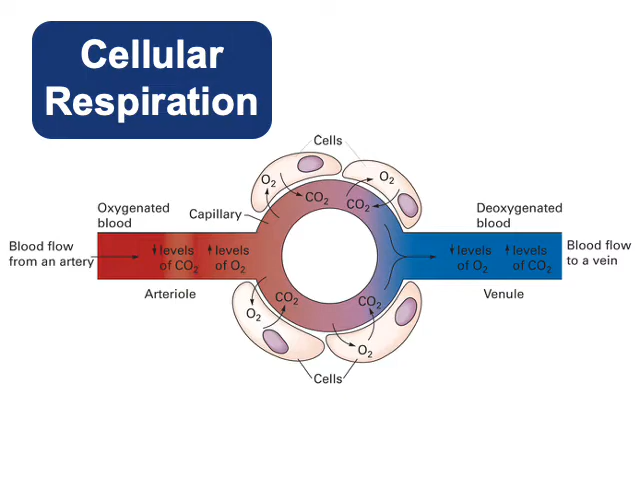 Cellular
Respiration
Cells
O₂
O₂
CO₂
CO₂
Oxygenated
blood
Capillary
Deoxygenated
blood
Blood flow
from an artery
↓ levels
of CO₂
↑ levels
of O₂
↓ levels
of O₂
↑ levels
of CO₂
Blood flow
to a vein
Arteriole
Venule
CO₂
CO₂
O₂
O₂
Cells